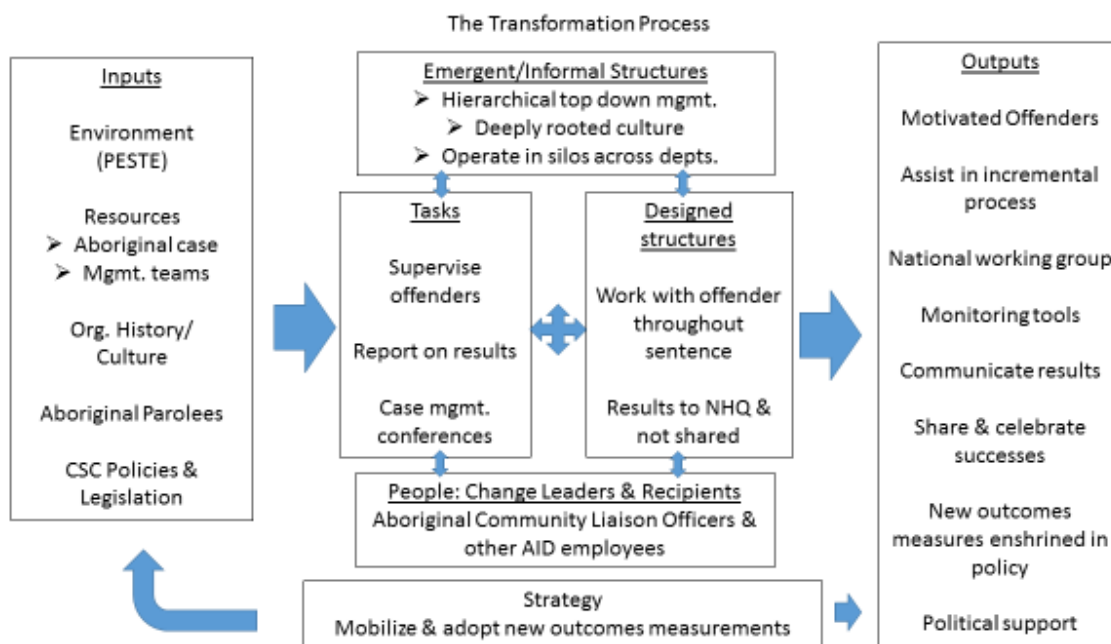 The Transformation Process
Inputs
Environment
(PESTE)
Resources
➤ Aboriginal case
➤ Mgmt. teams
Org. History/
Culture
Aboriginal Parolees
CSC Policies &
Legislation
Emergent/Informal Structures
➤ Hierarchical top down mgmt.
➤ Deeply rooted culture
➤ Operate in silos across depts.
Tasks
Supervise
offenders
Report on results
Case mgmt.
conferences
Designed
structures
Work with offender
throughout
sentence
Results to NHQ &
not shared
People: Change Leaders & Recipients
Aboriginal Community Liaison Officers &
other AID employees
Strategy
Mobilize & adopt new outcomes measurements
Outputs
Motivated Offenders
Assist in incremental
process
National working group
Monitoring tools
Communicate results
Share & celebrate
successes
New outcomes
measures enshrined in
policy
Political support